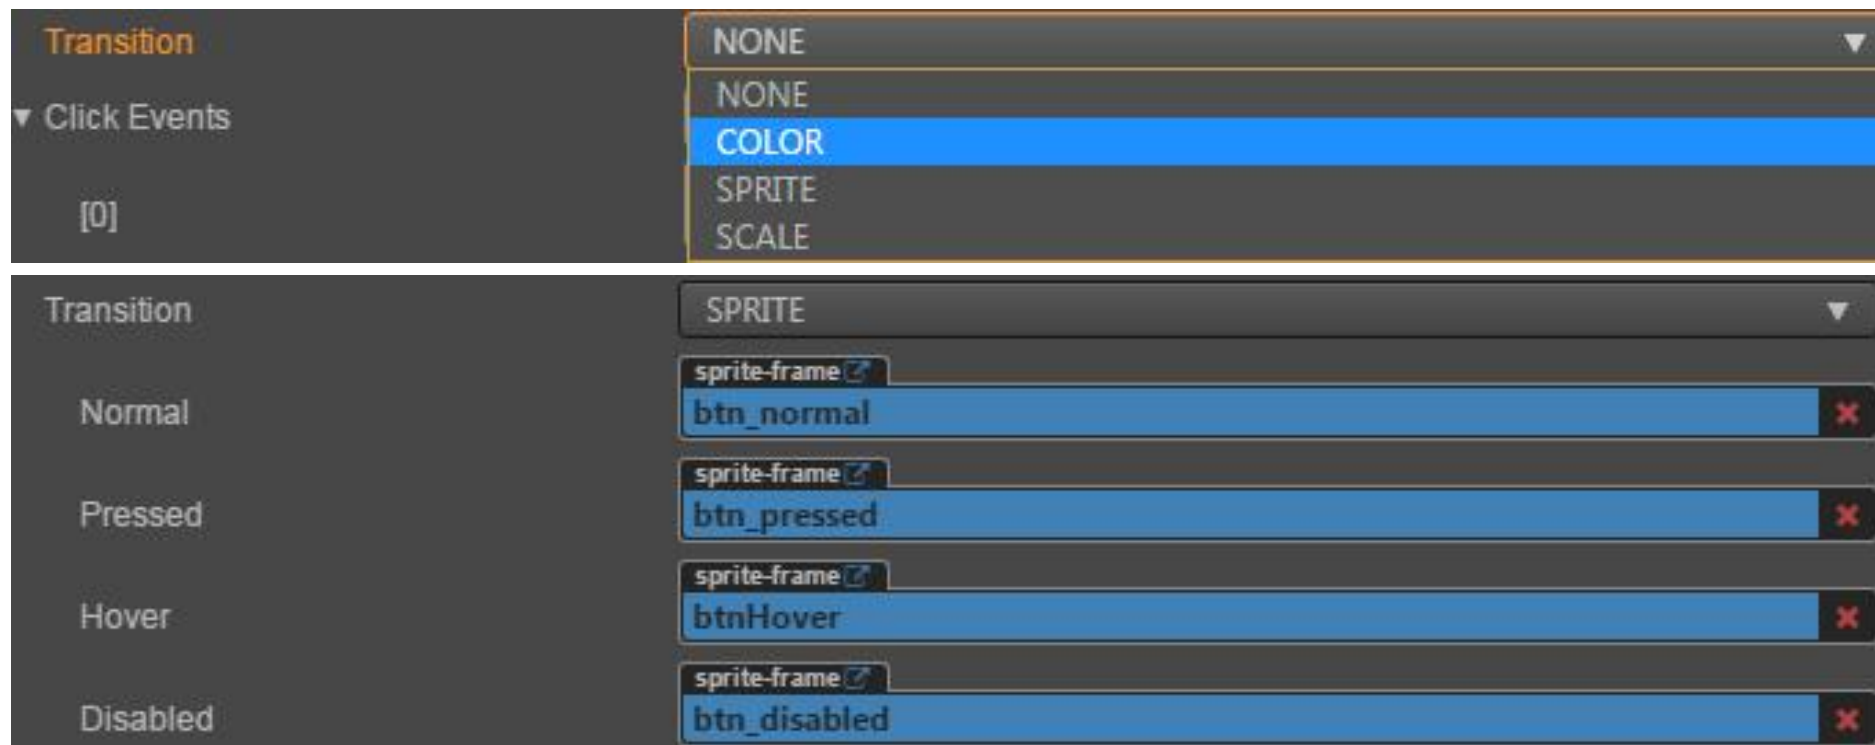 Transition NONE
NONE
Click Events
COLOR
SPRITE
[0]
SCALE
Transition SPRITE
sprite-frame
Normal btn_normal
sprite-frame
Pressed btn_pressed
sprite-frame
Hover btnHover
sprite-frame
Disabled btn_disabled